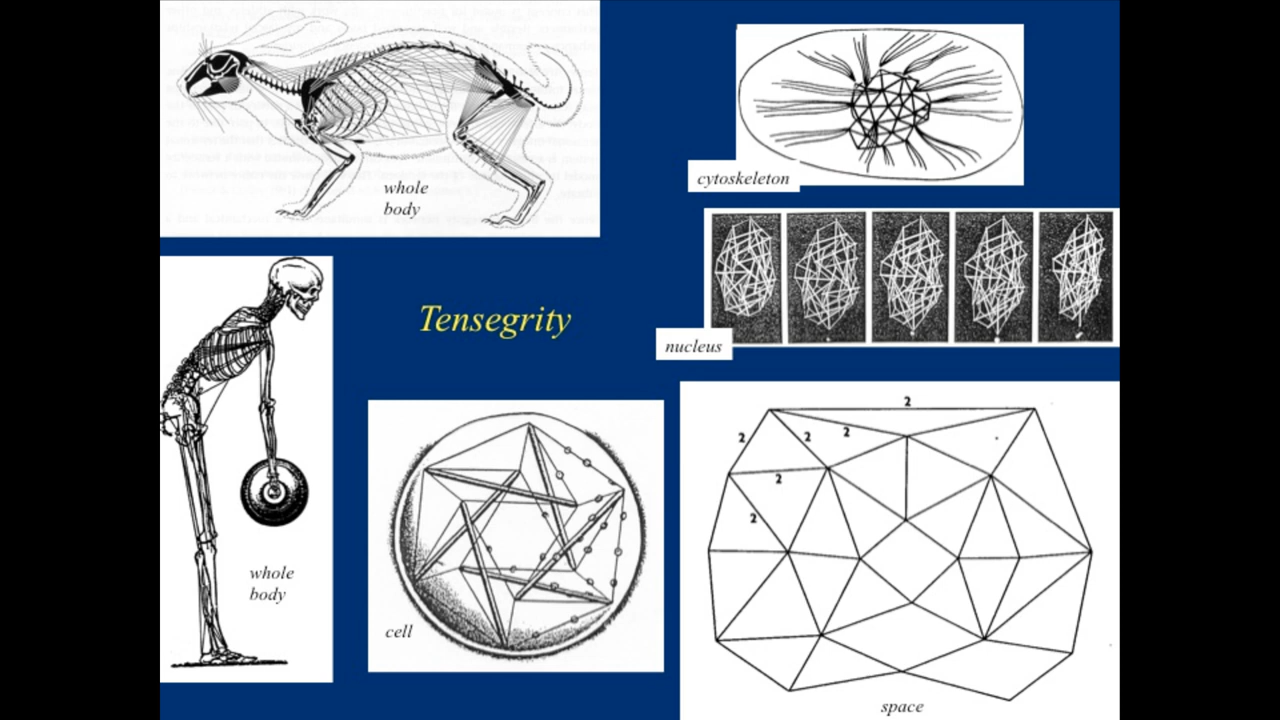 whole
body
cytoskeleton
nucleus
Tensegrity
whole
body
cell
2
2
2
2
2
2
space